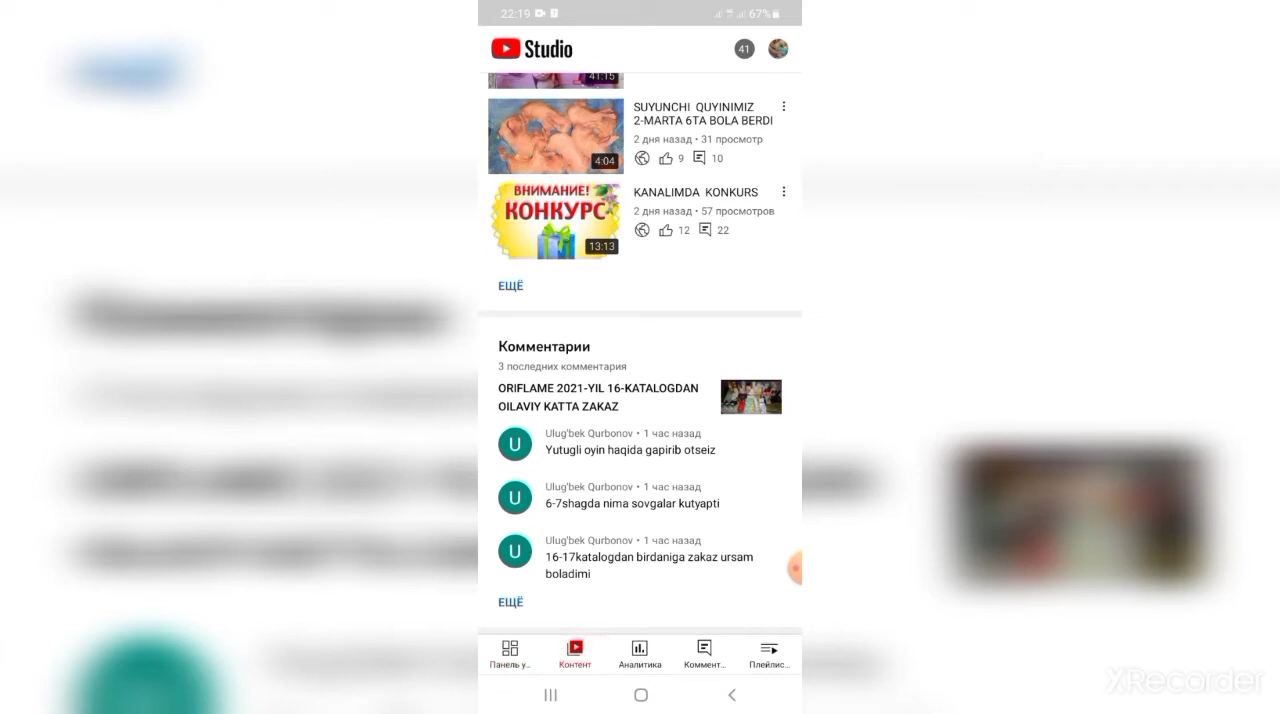 22:19
67%
Studio
41
41:15
SUYUNCHI QUYINIMIZ
2-MARTA 6TA BOLA BERDI
2 дня назад • 31 просмотр
9
10
4:04
ВНИМАНИЕ!
КОНКУРС
13:13
KANALIMDA KONKURS
2 дня назад • 57 просмотров
12
22
ЕЩЁ
Комментарии
3 последних комментария
ORIFLAME 2021-YIL 16-KATALOGDAN
OILAVIY KATTA ZAKAZ
U
Ulug'bek Qurbonov • 1 час назад
Yutugli oyin haqida gapirib otseiz
U
Ulug'bek Qurbonov • 1 час назад
6-7shagda nima sovgalar kutyapti
U
Ulug'bek Qurbonov • 1 час назад
16-17katalogdan birdaniga zakaz ursam
boladimi
ЕЩЁ
Панель у...
Контент
Аналитика
Коммент...
Плейлис...
XRecorder